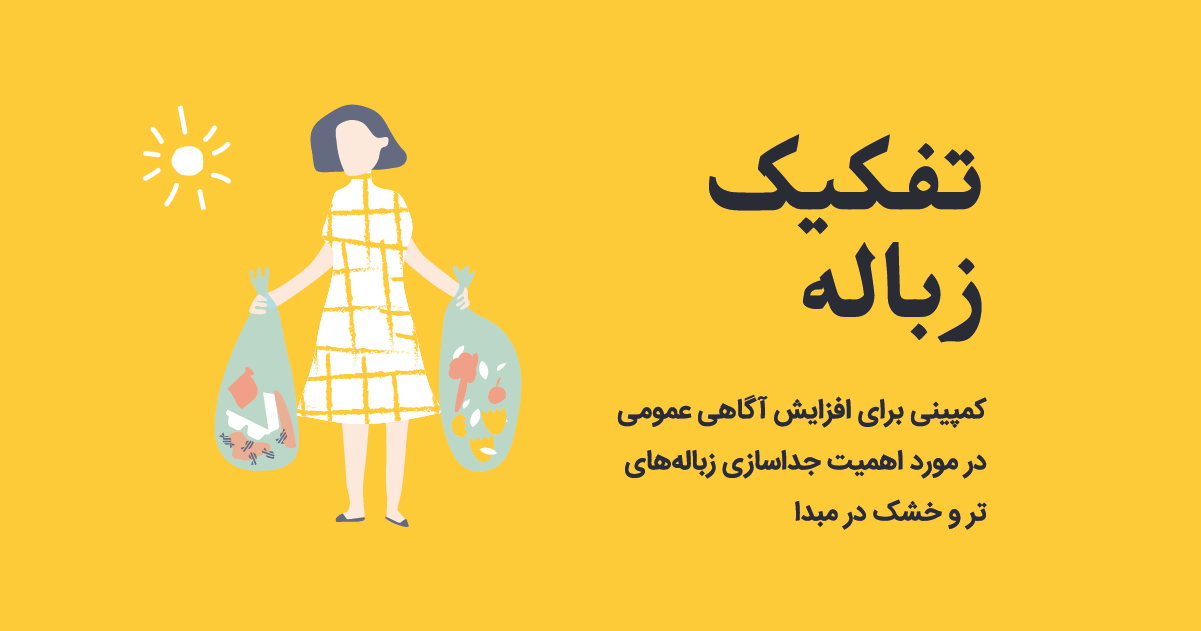 تفکیک
زباله
کمپینی برای افزایش آگاهی عمومی
در مورد اهمیت جداسازی زباله‌های
تر و خشک در مبدا